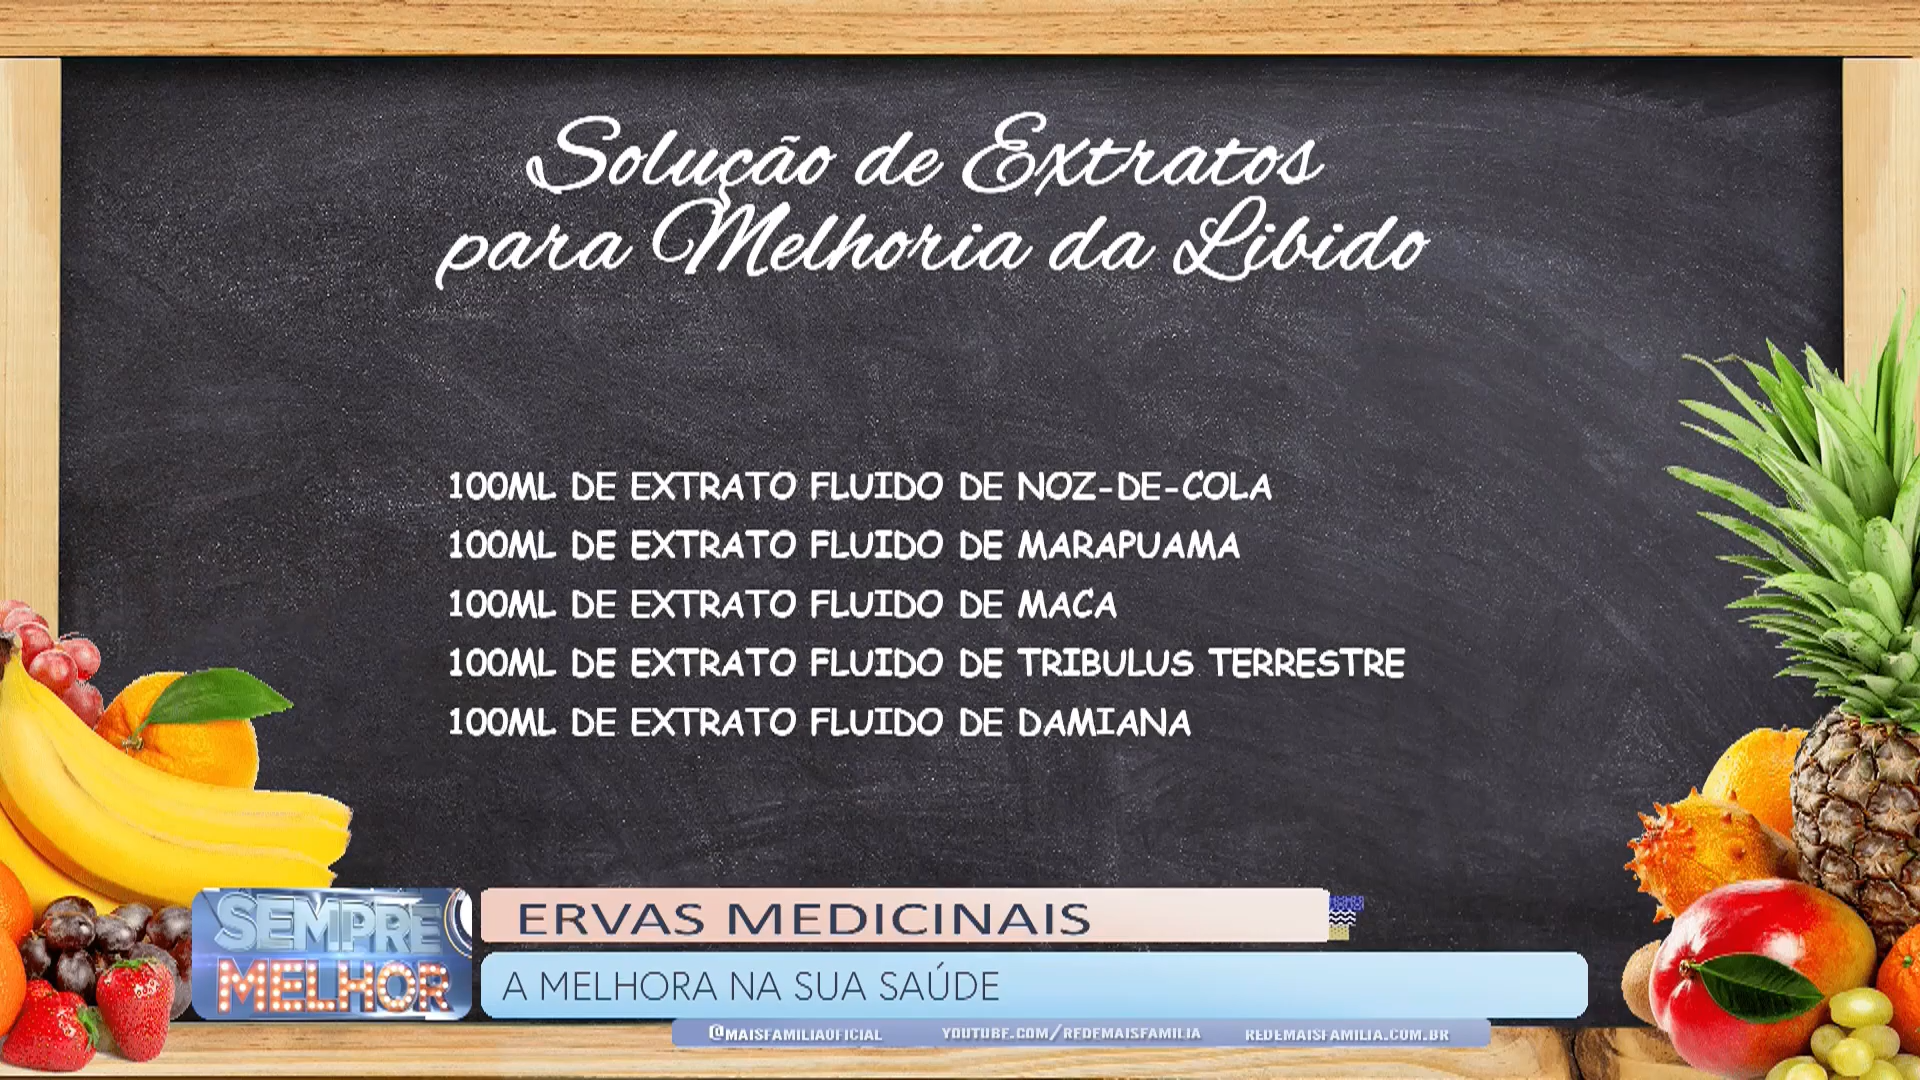 Solução de Extratos
para Melhoria da Libido
100ML DE EXTRATO FLUIDO DE NOZ-DE-COLA
100ML DE EXTRATO FLUIDO DE MARAPUAMA
100ML DE EXTRATO FLUIDO DE MACA
100ML DE EXTRATO FLUIDO DE TRIBULUS TERRESTRE
100ML DE EXTRATO FLUIDO DE DAMIANA
SEMPRE
MELHOR
ERVAS MEDICINAIS
A MELHORA NA SUA SAÚDE
@MAISFAMILIAOFICIAL YOUTUBE.COM/REDEMAISFAMILIA REDEMAISFAMILIA.COM.BR